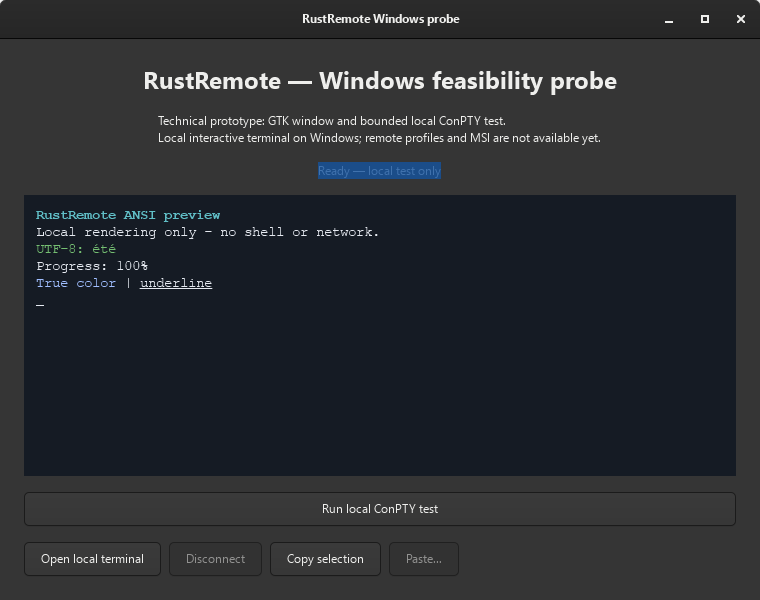 RustRemote Windows probe
RustRemote — Windows feasibility probe
Technical prototype: GTK window and bounded local ConPTY test.
Local interactive terminal on Windows; remote profiles and MSI are not available yet.
Ready — local test only
RustRemote ANSI preview
Local rendering only - no shell or network.
UTF-8: été
Progress: 100%
True color | underline
_
Run local ConPTY test
Open local terminal Disconnect Copy selection Paste...